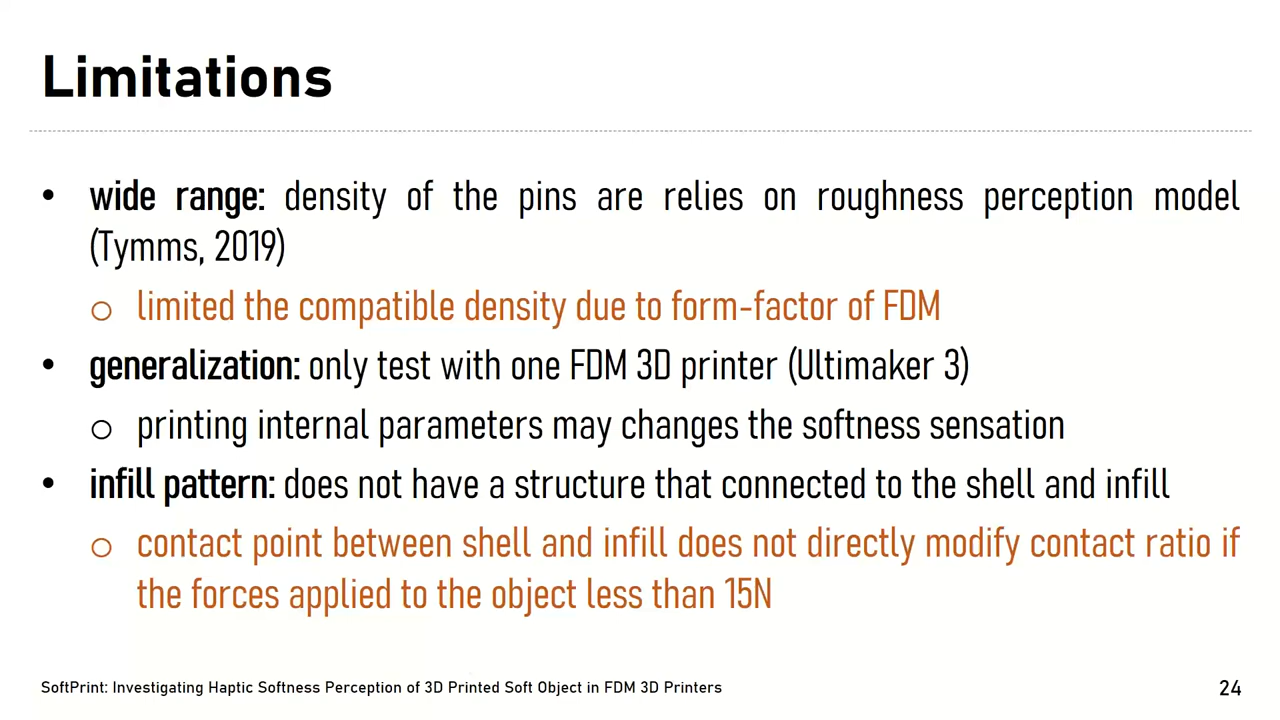 Limitations
• wide range: density of the pins are relies on roughness perception model
(Tymms, 2019)
o limited the compatible density due to form-factor of FDM
• generalization: only test with one FDM 3D printer (Ultimaker 3)
o printing internal parameters may changes the softness sensation
• infill pattern: does not have a structure that connected to the shell and infill
o contact point between shell and infill does not directly modify contact ratio if
the forces applied to the object less than 15N
SoftPrint: Investigating Haptic Softness Perception of 3D Printed Soft Object in FDM 3D Printers
24